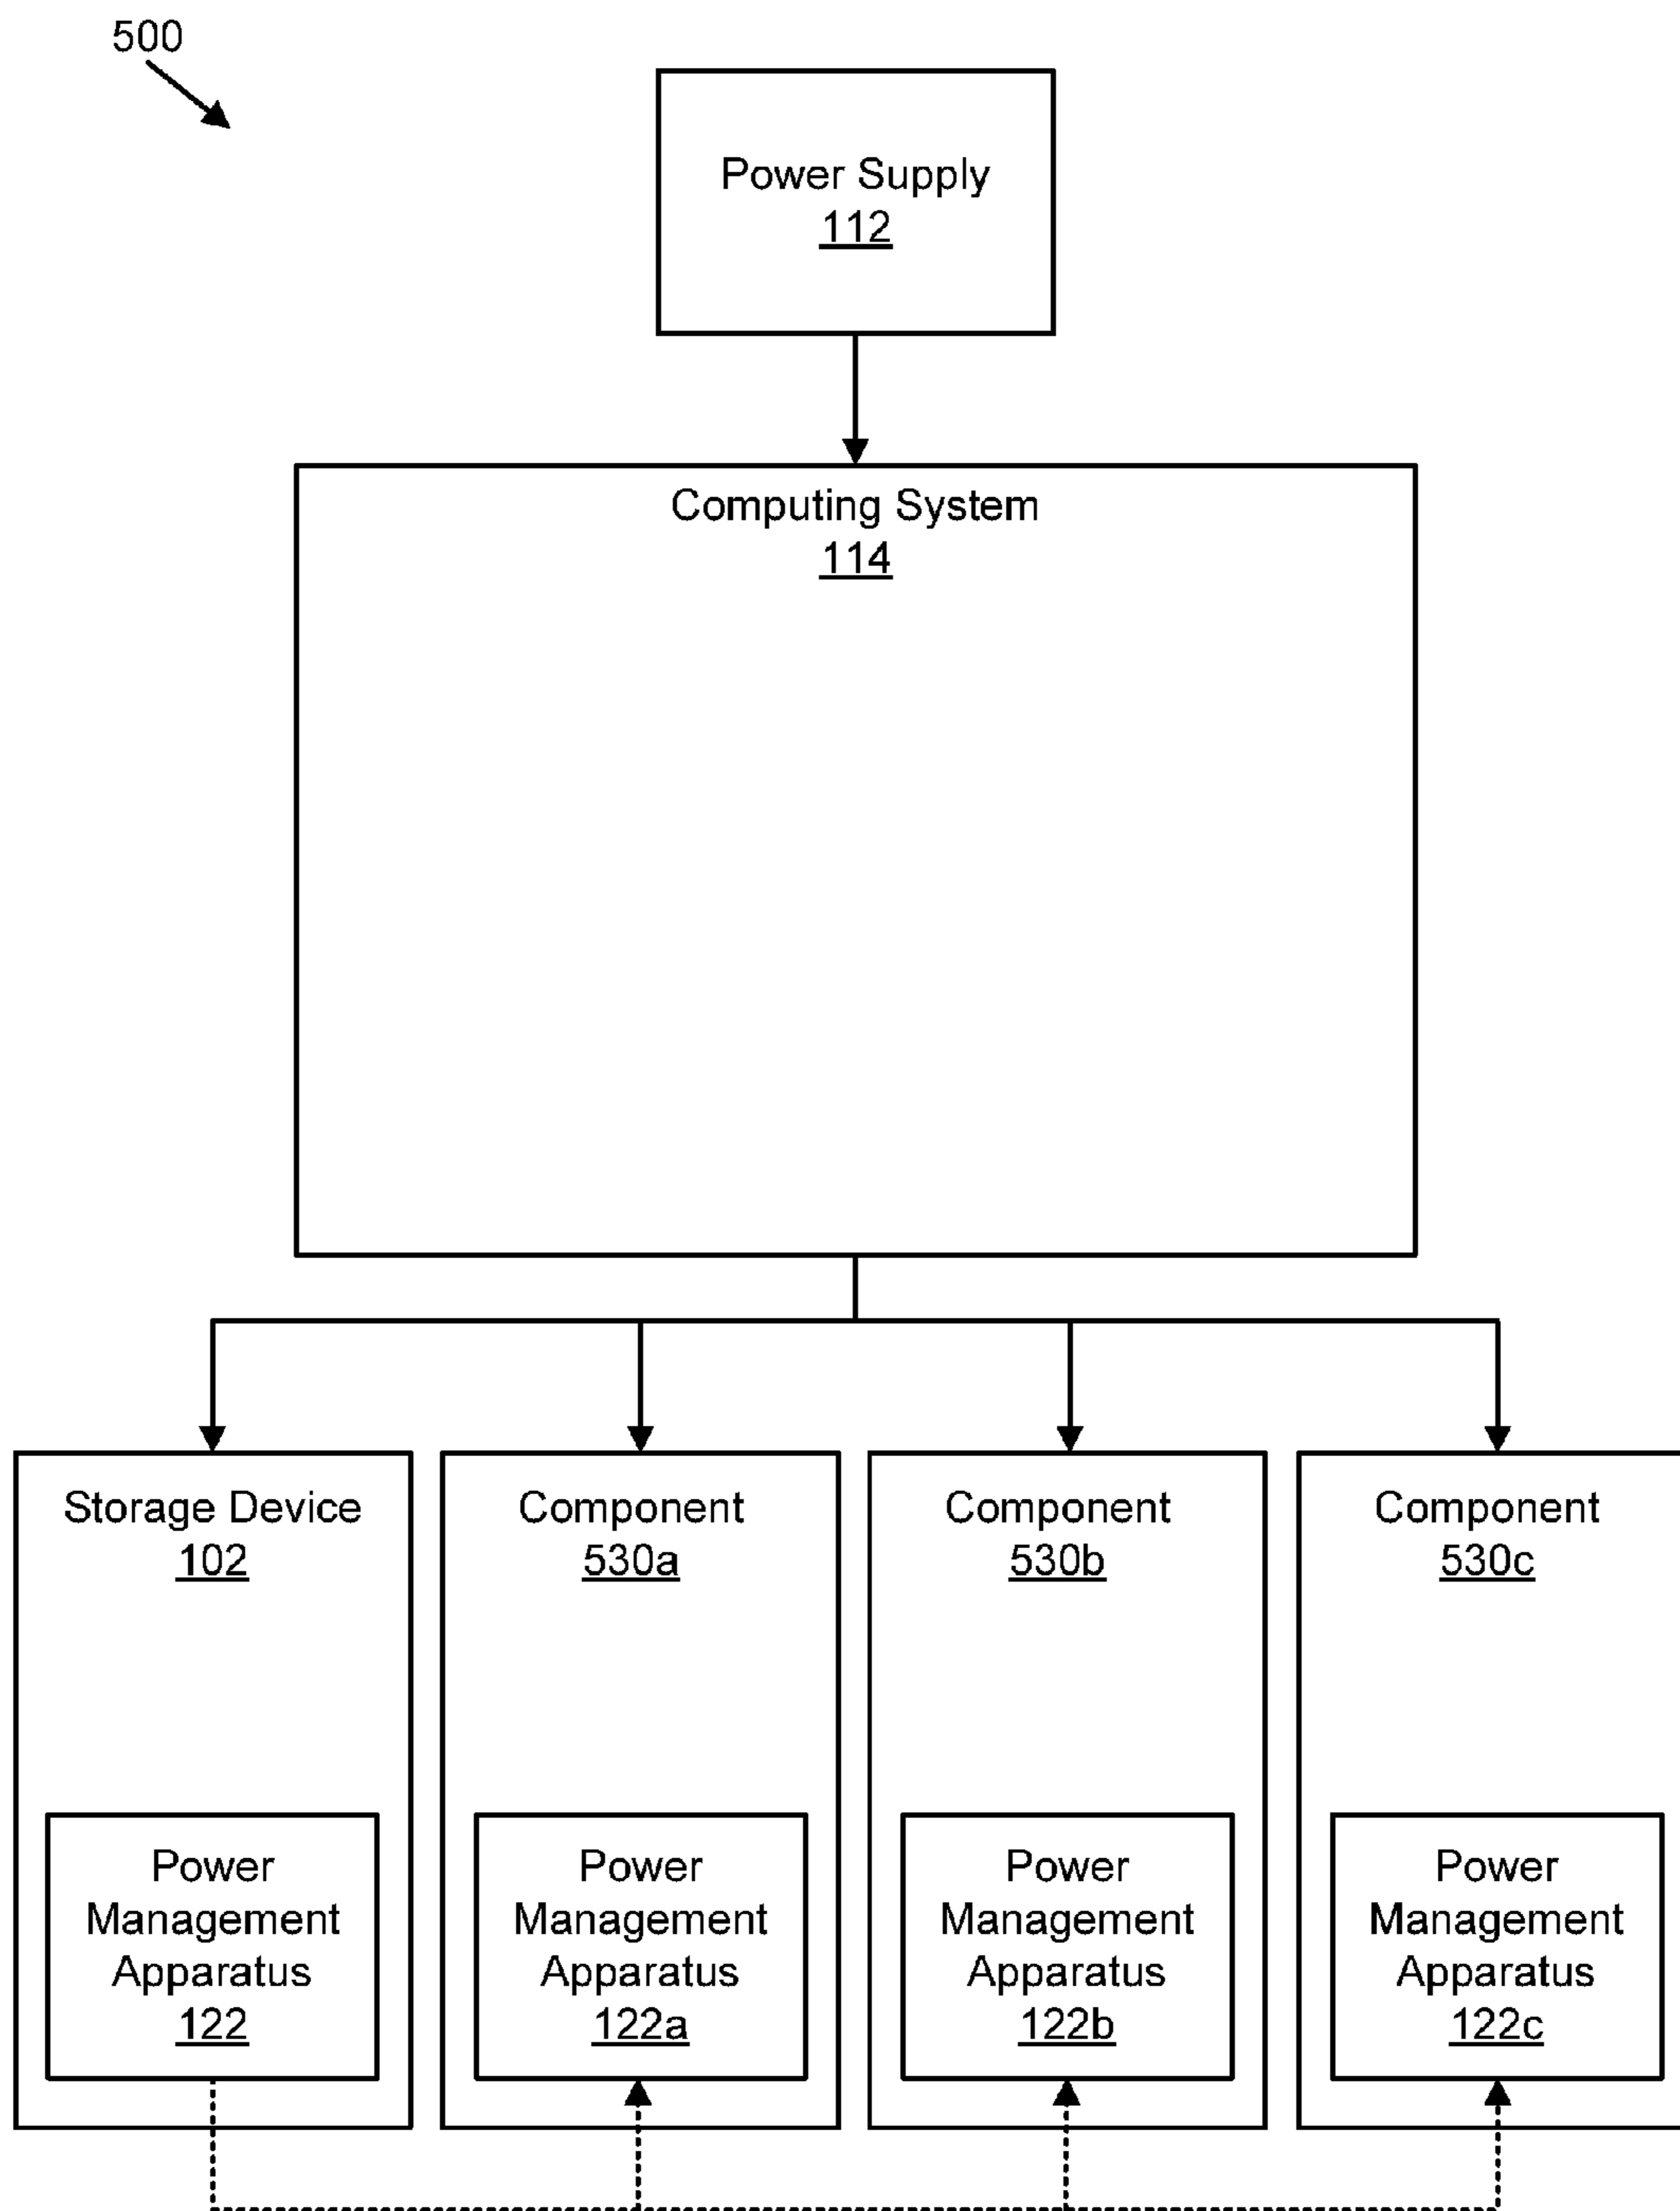 500
Power Supply
112
Computing System
114
Storage Device
102
Component
530a
Component
530b
Component
530c
Power
Management
Apparatus
122
Power
Management
Apparatus
122a
Power
Management
Apparatus
122b
Power
Management
Apparatus
122c